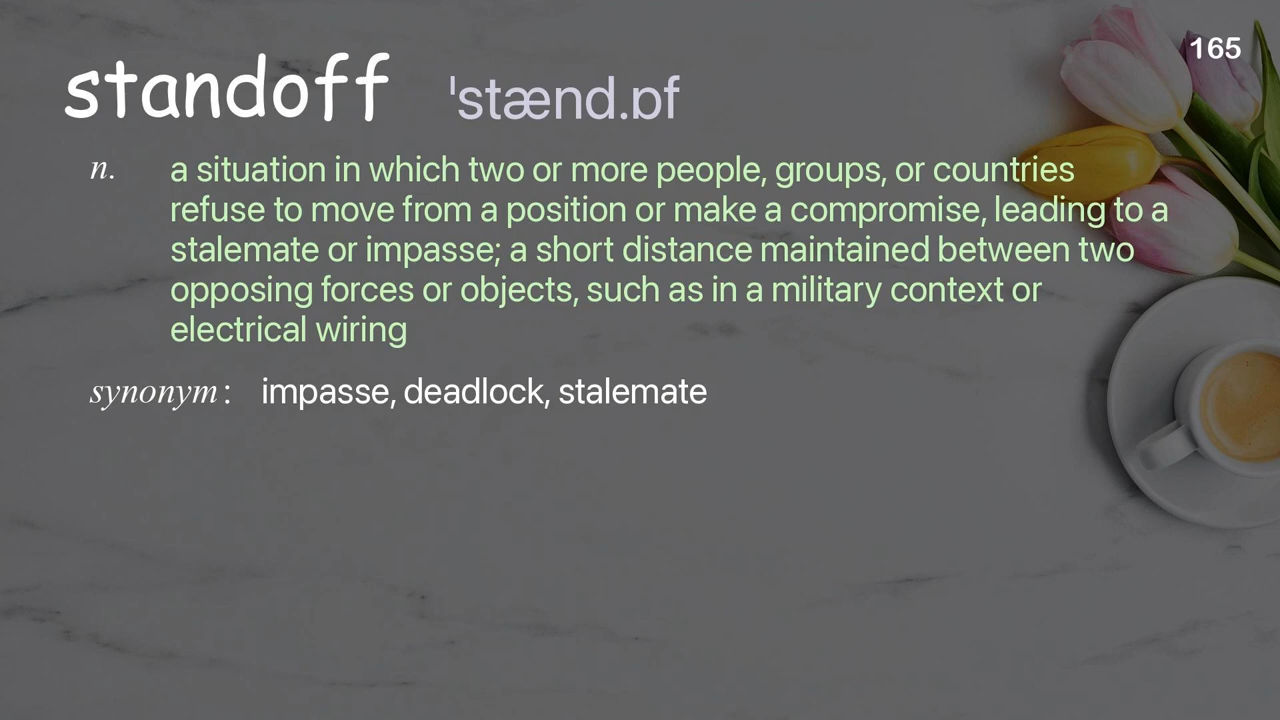 165
standoff ˈstænd.ɒf
n. a situation in which two or more people, groups, or countries
refuse to move from a position or make a compromise, leading to a
stalemate or impasse; a short distance maintained between two
opposing forces or objects, such as in a military context or
electrical wiring
synonym: impasse, deadlock, stalemate